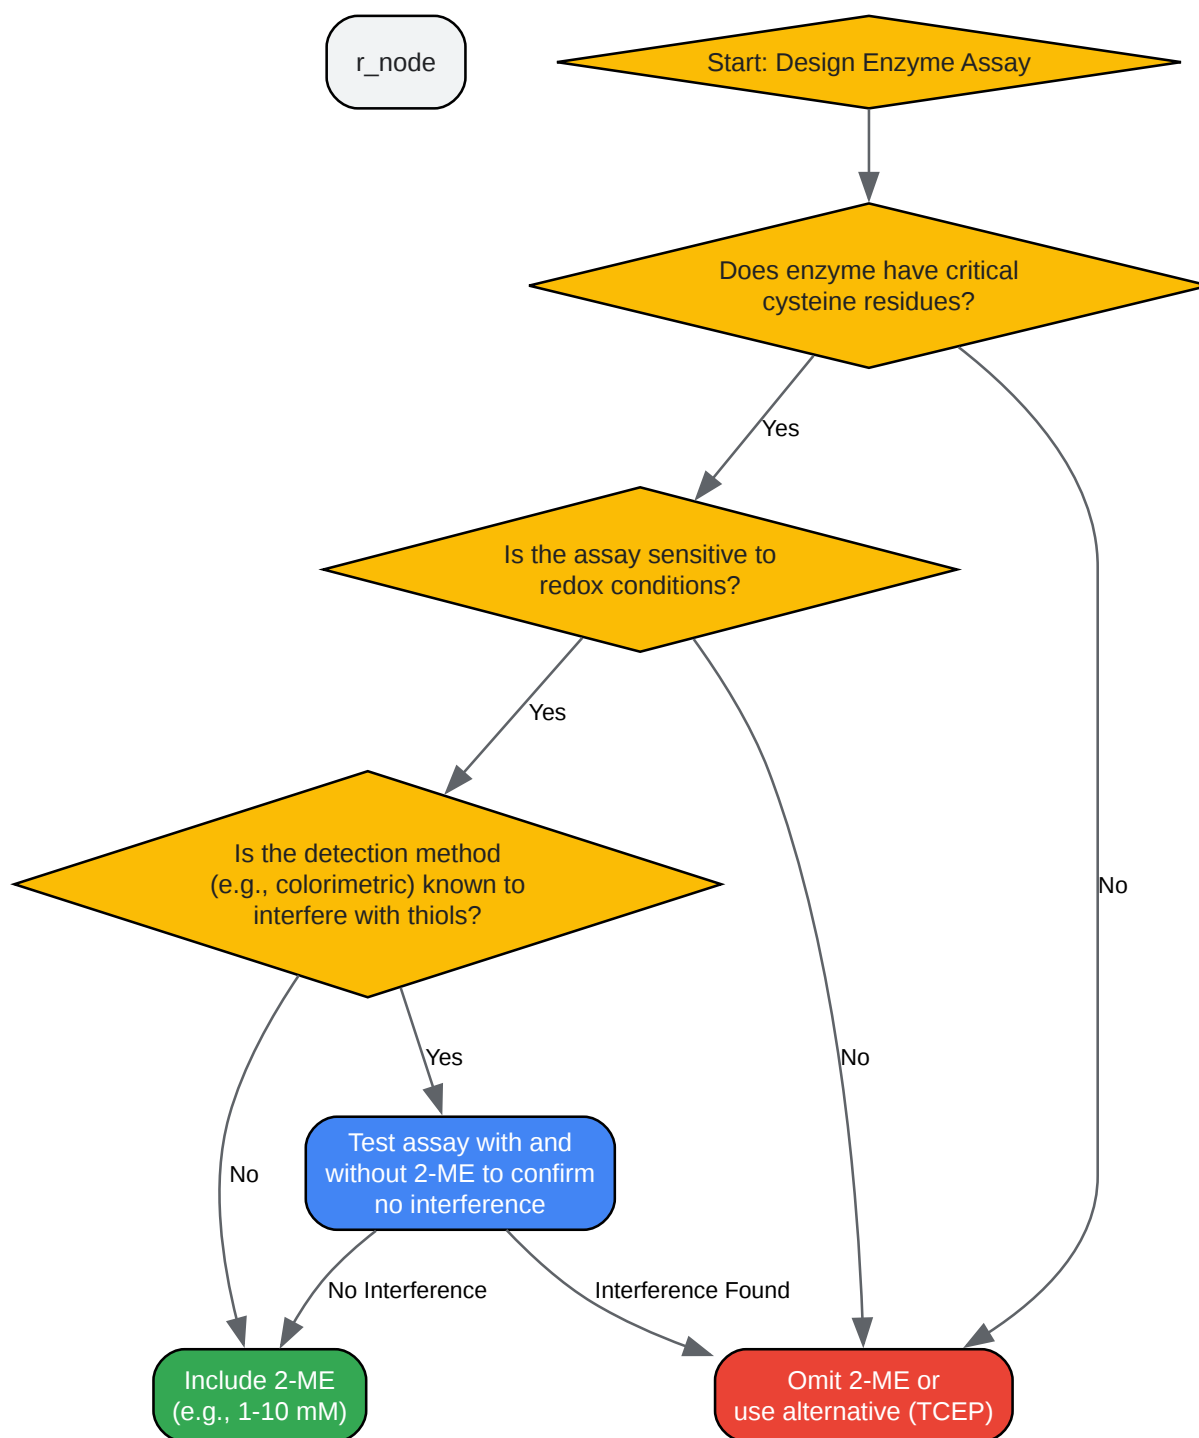 r_node
Start: Design Enzyme Assay
Does enzyme have critical
cysteine residues?
Yes
Is the assay sensitive to
redox conditions?
Yes
Is the detection method
(e.g., colorimetric) known to
interfere with thiols?
No
Yes
No
Test assay with and
without 2-ME to confirm
no interference
No
No Interference
Interference Found
Include 2-ME
(e.g., 1-10 mM)
Omit 2-ME or
use alternative (TCEP)